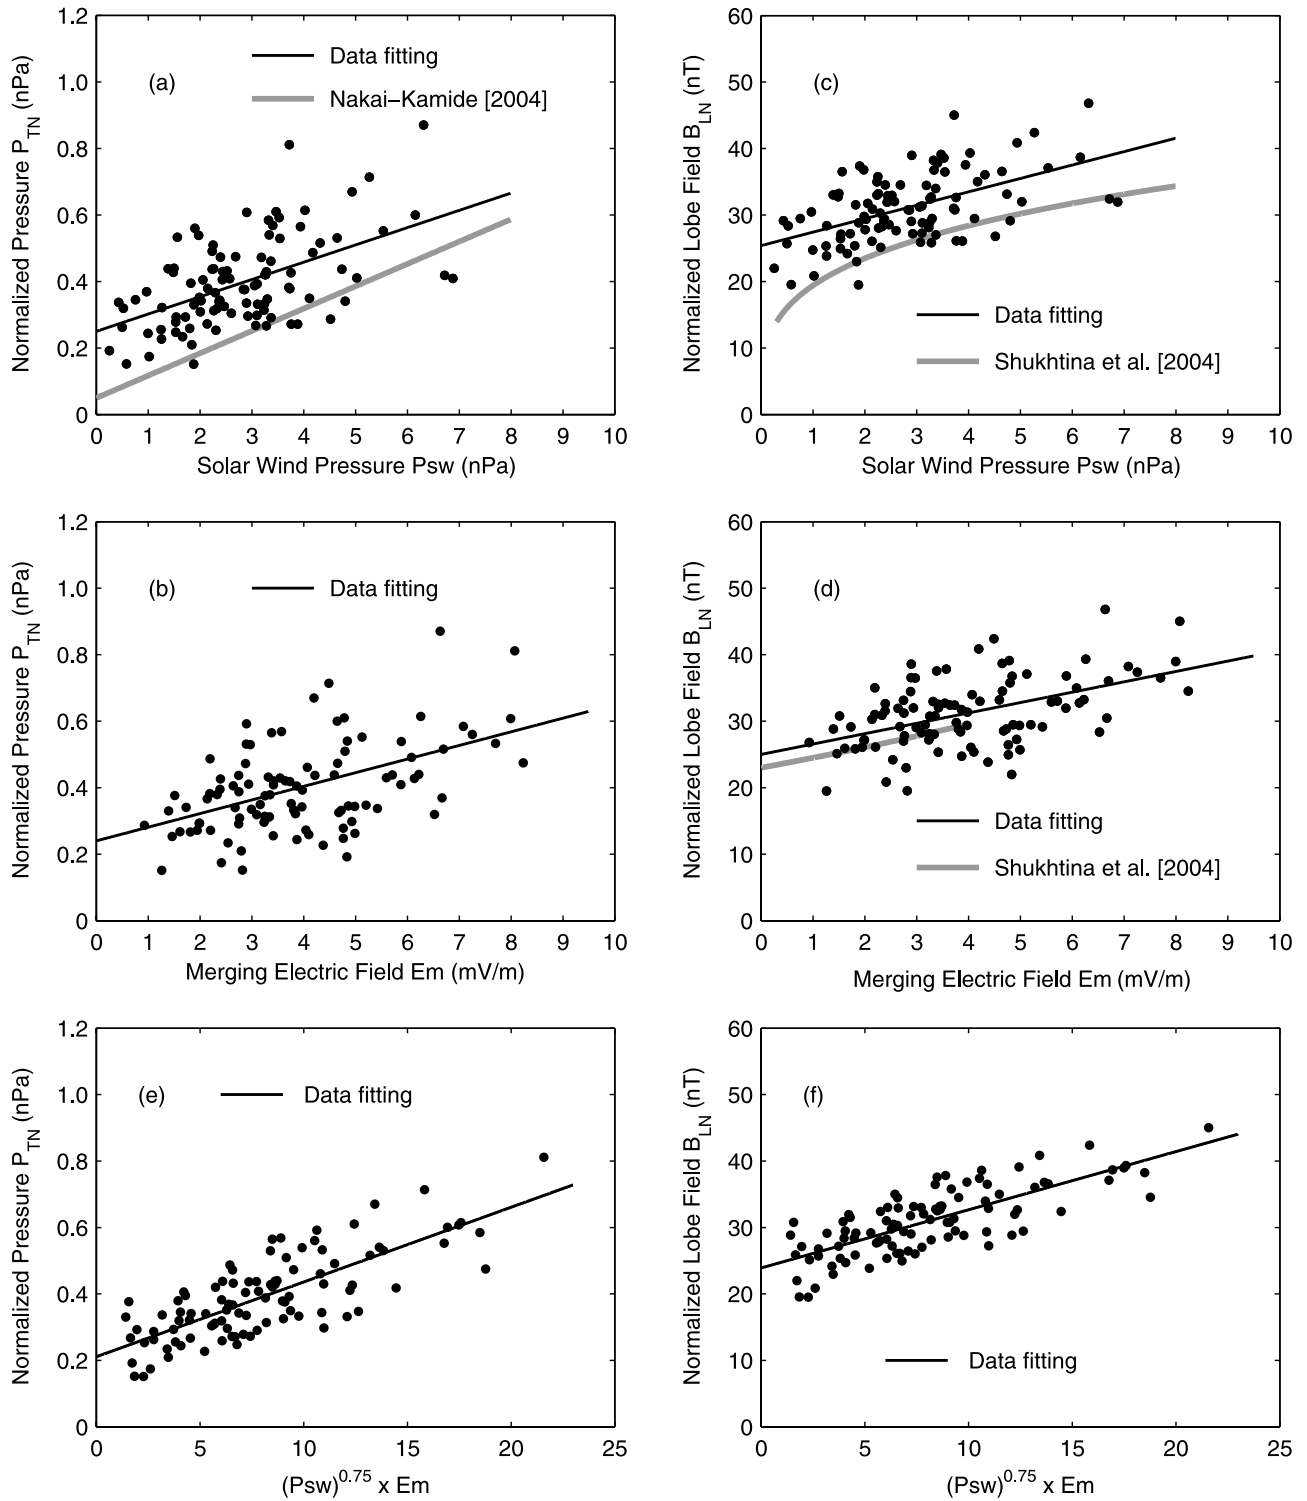 Normalized Pressure P_TN (nPa)
1.2
1.0
0.8
0.6
0.4
0.2
0
(a)
Data fitting
Nakai–Kamide [2004]
0 1 2 3 4 5 6 7 8 9 10
Solar Wind Pressure Psw (nPa)
Normalized Lobe Field B_LN (nT)
60
50
40
30
20
10
0
(c)
Data fitting
Shukhtina et al. [2004]
0 1 2 3 4 5 6 7 8 9 10
Solar Wind Pressure Psw (nPa)
Normalized Pressure P_TN (nPa)
1.2
1.0
0.8
0.6
0.4
0.2
0
(b)
Data fitting
0 1 2 3 4 5 6 7 8 9 10
Merging Electric Field Em (mV/m)
Normalized Lobe Field B_LN (nT)
60
50
40
30
20
10
0
(d)
Data fitting
Shukhtina et al. [2004]
0 1 2 3 4 5 6 7 8 9 10
Merging Electric Field Em (mV/m)
Normalized Pressure P_TN (nPa)
1.2
1.0
0.8
0.6
0.4
0.2
0
(e)
Data fitting
0 5 10 15 20 25
(Psw)^0.75 x Em
Normalized Lobe Field B_LN (nT)
60
50
40
30
20
10
0
(f)
Data fitting
0 5 10 15 20 25
(Psw)^0.75 x Em